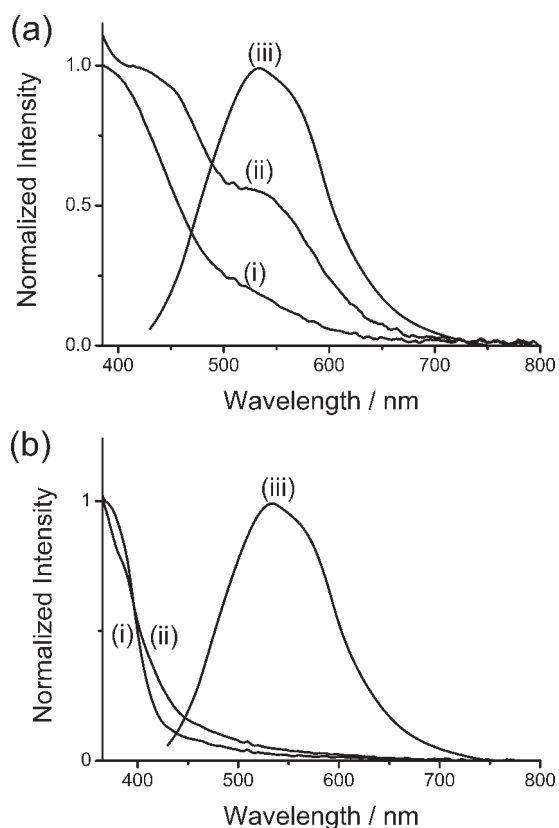 (a)
(iii)
1.0
(ii)
0.5
(i)
0.0
Normalized Intensity
400 500 600 700 800
Wavelength / nm
(b)
(iii)
1
(i) (ii)
0
Normalized Intensity
400 500 600 700 800
Wavelength / nm